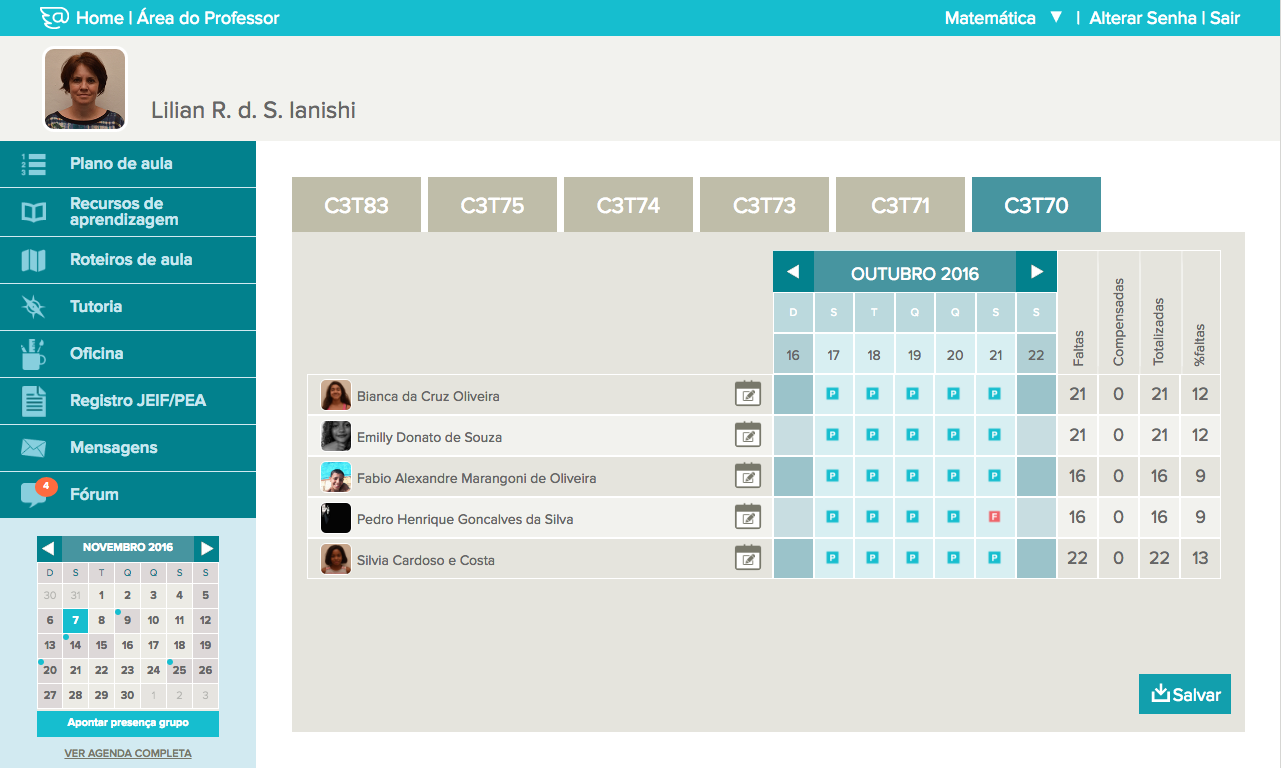 Home | Área do Professor
Matemática ▼ | Alterar Senha | Sair
Lilian R. d. S. Ianishi
Plano de aula
Recursos de
aprendizagem
Roteiros de aula
Tutoria
Oficina
Registro JEIF/PEA
Mensagens
4
Fórum
NOVEMBRO 2016
D S T Q Q S S
30 31 1 2 3 4 5
6 7 8 9 10 11 12
13 14 15 16 17 18 19
20 21 22 23 24 25 26
27 28 29 30 1 2 3
Apontar presença grupo
VER AGENDA COMPLETA
C3T83 C3T75 C3T74 C3T73 C3T71 C3T70
OUTUBRO 2016
D S T Q Q S S
16 17 18 19 20 21 22
Faltas
Compensadas
Totalizadas
%faltas
Bianca da Cruz Oliveira P P P P P 21 0 21 12
Emilly Donato de Souza P P P P P 21 0 21 12
Fabio Alexandre Marangoni de Oliveira P P P P P 16 0 16 9
Pedro Henrique Goncalves da Silva P P P P F 16 0 16 9
Silvia Cardoso e Costa P P P P P 22 0 22 13
Salvar